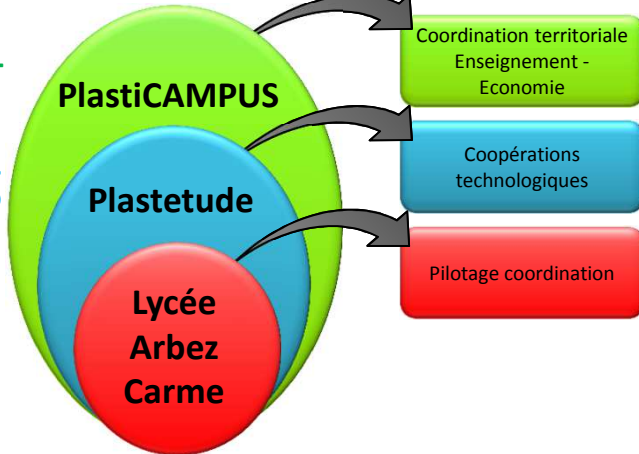 PlastiCAMPUS
Coordination territoriale
Enseignement -
Economie
Plastetude
Coopérations
technologiques
Lycée
Arbez
Carme
Pilotage coordination